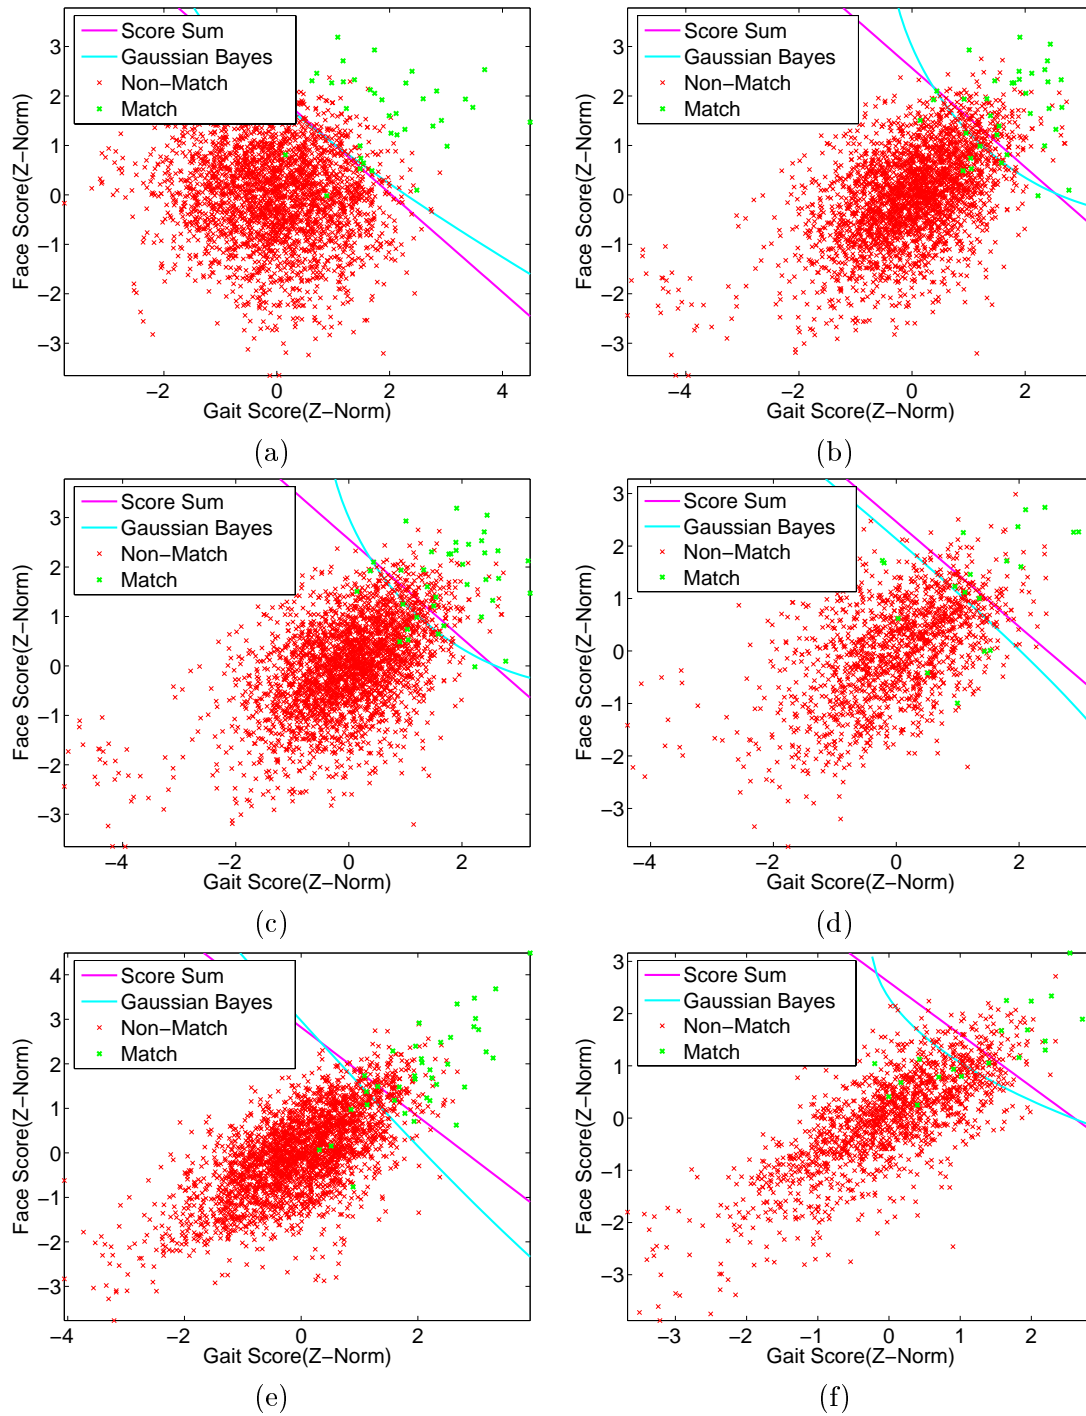 Score Sum
Gaussian Bayes
Non−Match
Match
3
2
1
0
−1
−2
−3
Face Score(Z−Norm)
−2 0 2 4
Gait Score(Z−Norm)
(a)
Score Sum
Gaussian Bayes
Non−Match
Match
3
2
1
0
−1
−2
−3
Face Score(Z−Norm)
−4 −2 0 2
Gait Score(Z−Norm)
(b)
Score Sum
Gaussian Bayes
Non−Match
Match
3
2
1
0
−1
−2
−3
Face Score(Z−Norm)
−4 −2 0 2
Gait Score(Z−Norm)
(c)
Score Sum
Gaussian Bayes
Non−Match
Match
3
2
1
0
−1
−2
−3
Face Score(Z−Norm)
−4 −2 0 2
Gait Score(Z−Norm)
(d)
Score Sum
Gaussian Bayes
Non−Match
Match
4
3
2
1
0
−1
−2
−3
Face Score(Z−Norm)
−4 −2 0 2
Gait Score(Z−Norm)
(e)
Score Sum
Gaussian Bayes
Non−Match
Match
3
2
1
0
−1
−2
−3
Face Score(Z−Norm)
−3 −2 −1 0 1 2
Gait Score(Z−Norm)
(f)